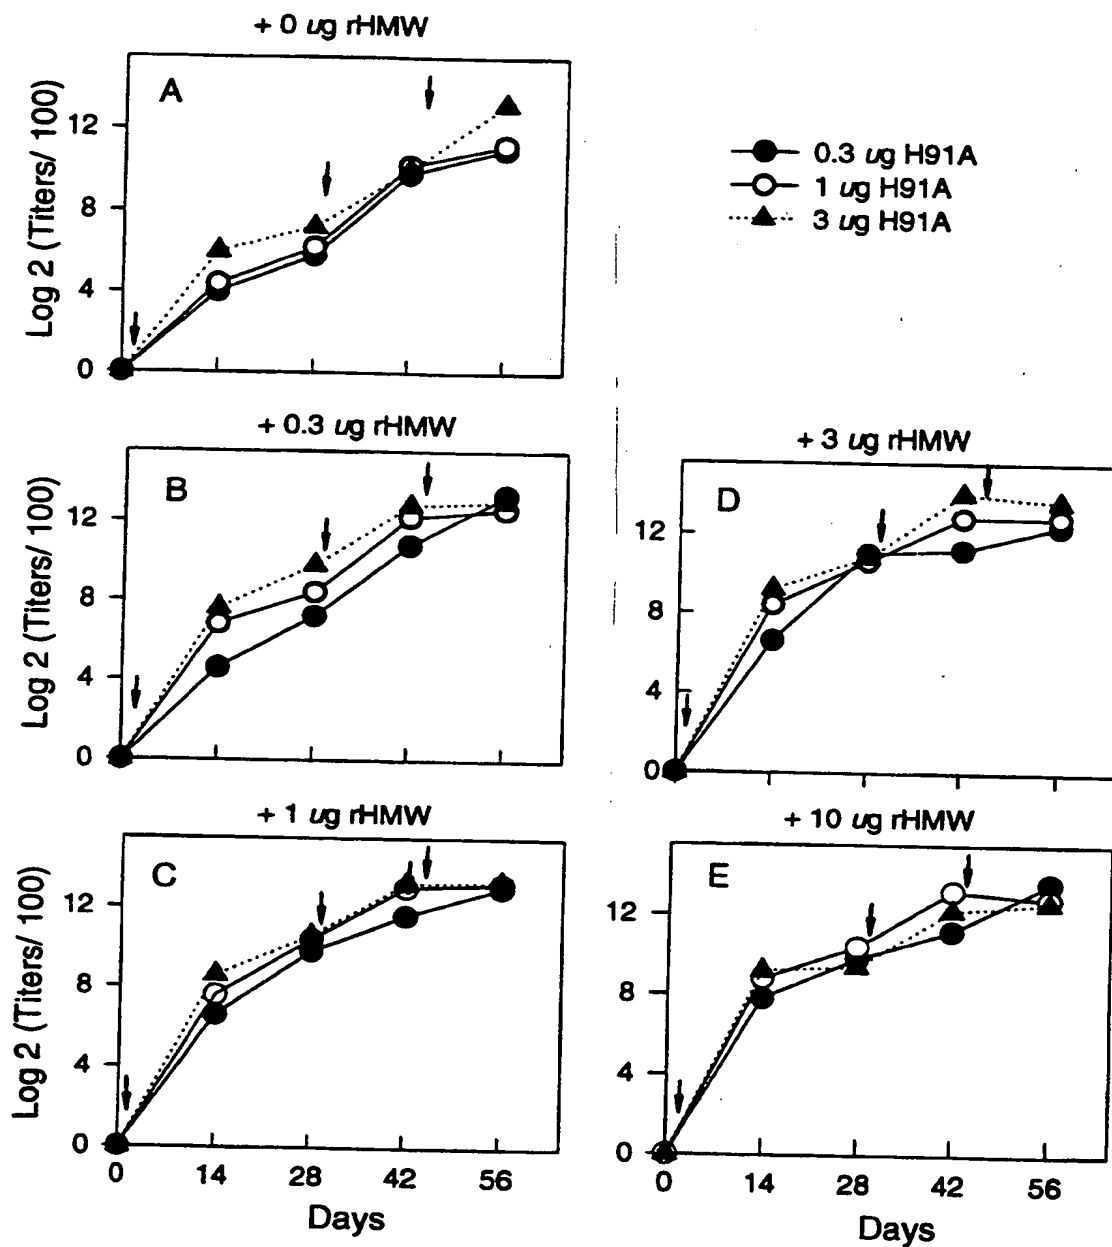 + 0 ug rHMW
A
Log 2 (Titers/ 100)
12
8
4
0
0.3 ug H91A
1 ug H91A
3 ug H91A
+ 0.3 ug rHMW
B
Log 2 (Titers/ 100)
12
8
4
0
+ 3 ug rHMW
D
12
8
4
0
+ 1 ug rHMW
C
Log 2 (Titers/ 100)
12
8
4
0
0 14 28 42 56
Days
+ 10 ug rHMW
E
12
8
4
0
0 14 28 42 56
Days